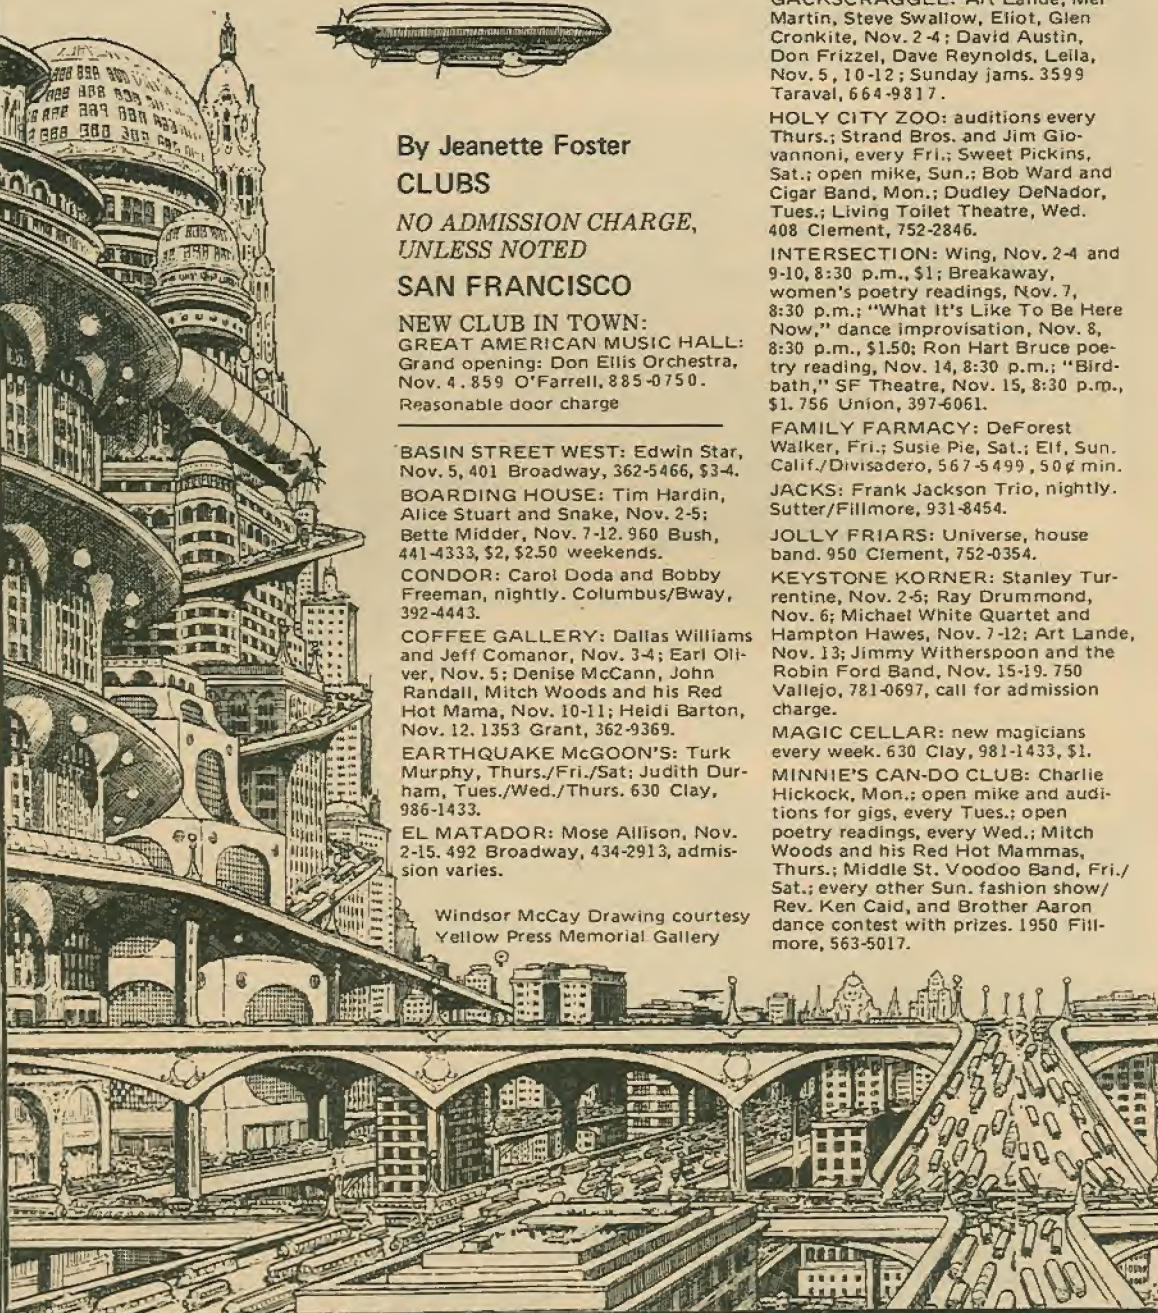 By Jeanette Foster
CLUBS
NO ADMISSION CHARGE,
UNLESS NOTED
SAN FRANCISCO
NEW CLUB IN TOWN:
GREAT AMERICAN MUSIC HALL:
Grand opening: Don Ellis Orchestra,
Nov. 4. 859 O'Farrell, 885-0750.
Reasonable door charge
BASIN STREET WEST: Edwin Star,
Nov. 5, 401 Broadway, 362-5466, $3-4.
BOARDING HOUSE: Tim Hardin,
Alice Stuart and Snake, Nov. 2-5;
Bette Midder, Nov. 7-12. 960 Bush,
441-4333, $2, $2.50 weekends.
CONDOR: Carol Doda and Bobby
Freeman, nightly. Columbus/Bway,
392-4443.
COFFEE GALLERY: Dallas Williams
and Jeff Comanor, Nov. 3-4; Earl Oli-
ver, Nov. 5; Denise McCann, John
Randall, Mitch Woods and his Red
Hot Mama, Nov. 10-11; Heidi Barton,
Nov. 12. 1353 Grant, 362-9369.
EARTHQUAKE McGOON'S: Turk
Murphy, Thurs./Fri./Sat; Judith Dur-
ham, Tues./Wed./Thurs. 630 Clay,
986-1433.
EL MATADOR: Mose Allison, Nov.
2-15. 492 Broadway, 434-2913, admis-
sion varies.
Windsor McCay Drawing courtesy
Yellow Press Memorial Gallery
GACKSCRAGGLE: Art Lande, Mel
Martin, Steve Swallow, Eliot, Glen
Cronkite, Nov. 2-4; David Austin,
Don Frizzel, Dave Reynolds, Leila,
Nov. 5, 10-12; Sunday jams. 3599
Taraval, 664-9817.
HOLY CITY ZOO: auditions every
Thurs.; Strand Bros. and Jim Gio-
vannoni, every Fri.; Sweet Pickins,
Sat.; open mike, Sun.; Bob Ward and
Cigar Band, Mon.; Dudley DeNador,
Tues.; Living Toilet Theatre, Wed.
408 Clement, 752-2846.
INTERSECTION: Wing, Nov. 2-4 and
9-10, 8:30 p.m., $1; Breakaway,
women's poetry readings, Nov. 7,
8:30 p.m.; "What It's Like To Be Here
Now," dance improvisation, Nov. 8,
8:30 p.m., $1.50; Ron Hart Bruce poe-
try reading, Nov. 14, 8:30 p.m.; "Bird-
bath," SF Theatre, Nov. 15, 8:30 p.m.,
$1. 756 Union, 397-6061.
FAMILY FARMACY: DeForest
Walker, Fri.; Susie Pie, Sat.; Elf, Sun.
Calif./Divisadero, 567-5499, 50¢ min.
JACKS: Frank Jackson Trio, nightly.
Sutter/Fillmore, 931-8454.
JOLLY FRIARS: Universe, house
band. 950 Clement, 752-0354.
KEYSTONE KORNER: Stanley Tur-
rentine, Nov. 2-5; Ray Drummond,
Nov. 6; Michael White Quartet and
Hampton Hawes, Nov. 7-12; Art Lande,
Nov. 13; Jimmy Witherspoon and the
Robin Ford Band, Nov. 15-19. 750
Vallejo, 781-0697, call for admission
charge.
MAGIC CELLAR: new magicians
every week. 630 Clay, 981-1433, $1.
MINNIE'S CAN-DO CLUB: Charlie
Hickock, Mon.; open mike and audi-
tions for gigs, every Tues.; open
poetry readings, every Wed.; Mitch
Woods and his Red Hot Mammas,
Thurs.; Middle St. Voodoo Band, Fri./
Sat.; every other Sun. fashion show/
Rev. Ken Caid, and Brother Aaron
dance contest with prizes. 1950 Fill-
more, 563-5017.